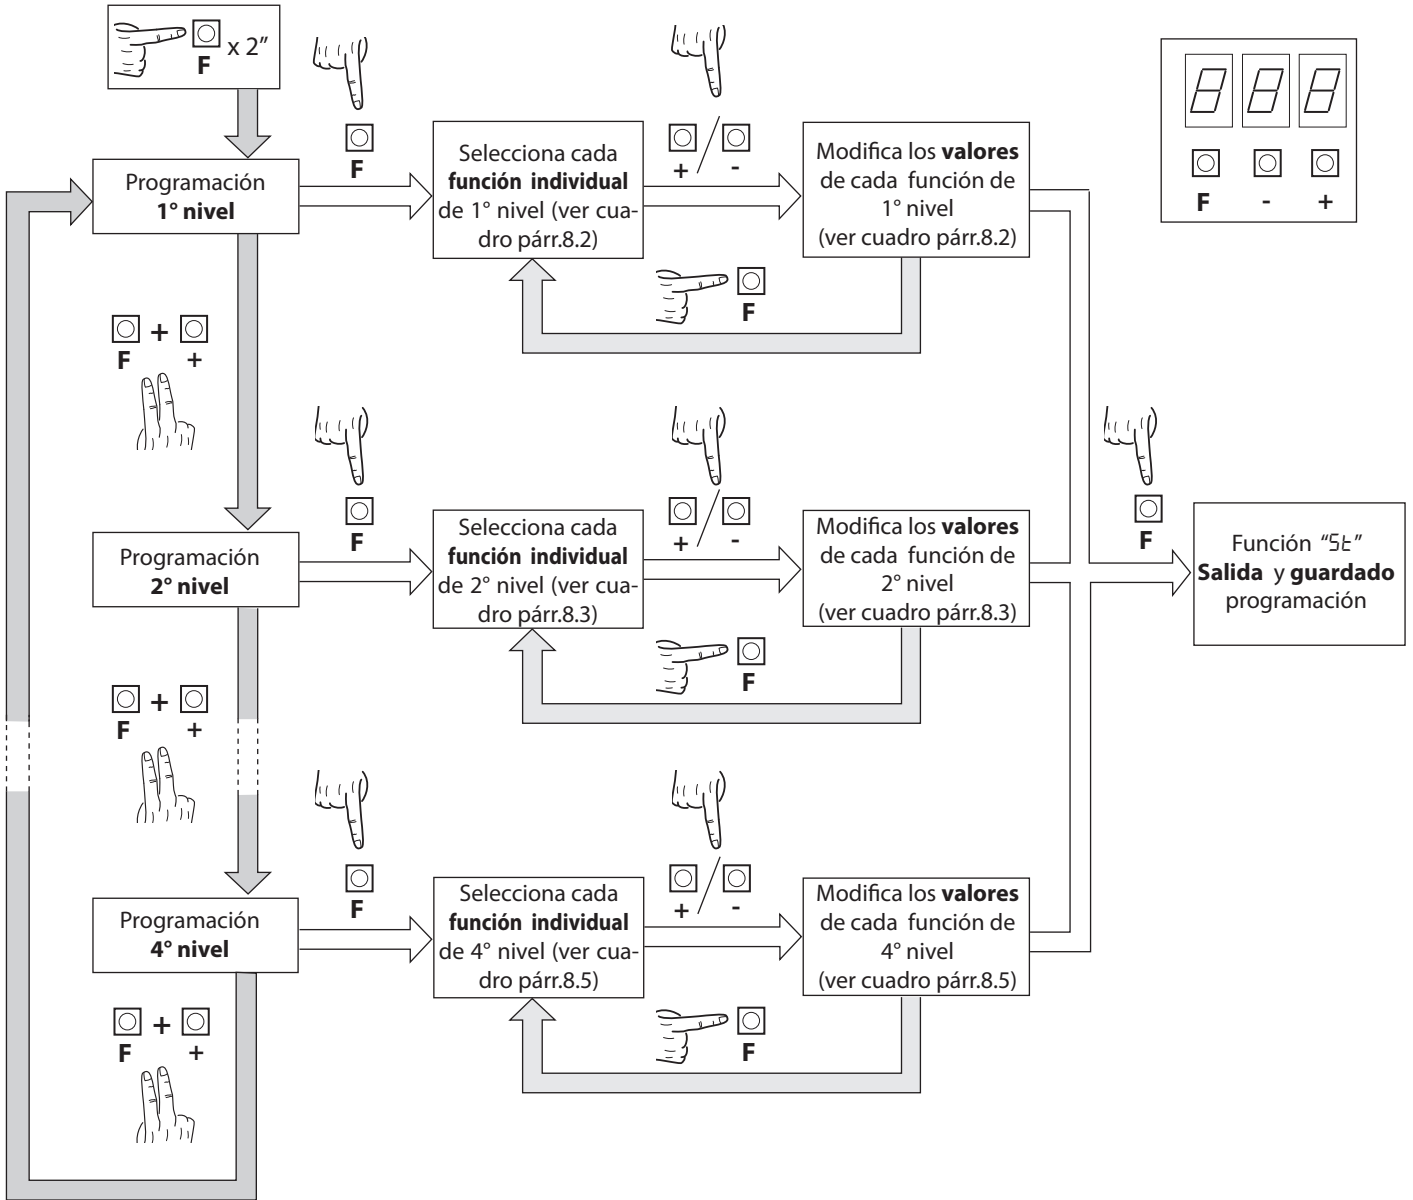 F x 2”
F
+ / -
F - +
Programación
1° nivel
Selecciona cada
función individual
de 1° nivel (ver cua-
dro párr.8.2)
Modifica los valores
de cada función de
1° nivel
(ver cuadro párr.8.2)
F
F + +
F
+ / -
F
Programación
2° nivel
Selecciona cada
función individual
de 2° nivel (ver cua-
dro párr.8.3)
Modifica los valores
de cada función de
2° nivel
(ver cuadro párr.8.3)
Función “St”
Salida y guardado
programación
F
F + +
F
+ / -
Programación
4° nivel
Selecciona cada
función individual
de 4° nivel (ver cua-
dro párr.8.5)
Modifica los valores
de cada función de
4° nivel
(ver cuadro párr.8.5)
F
F + +